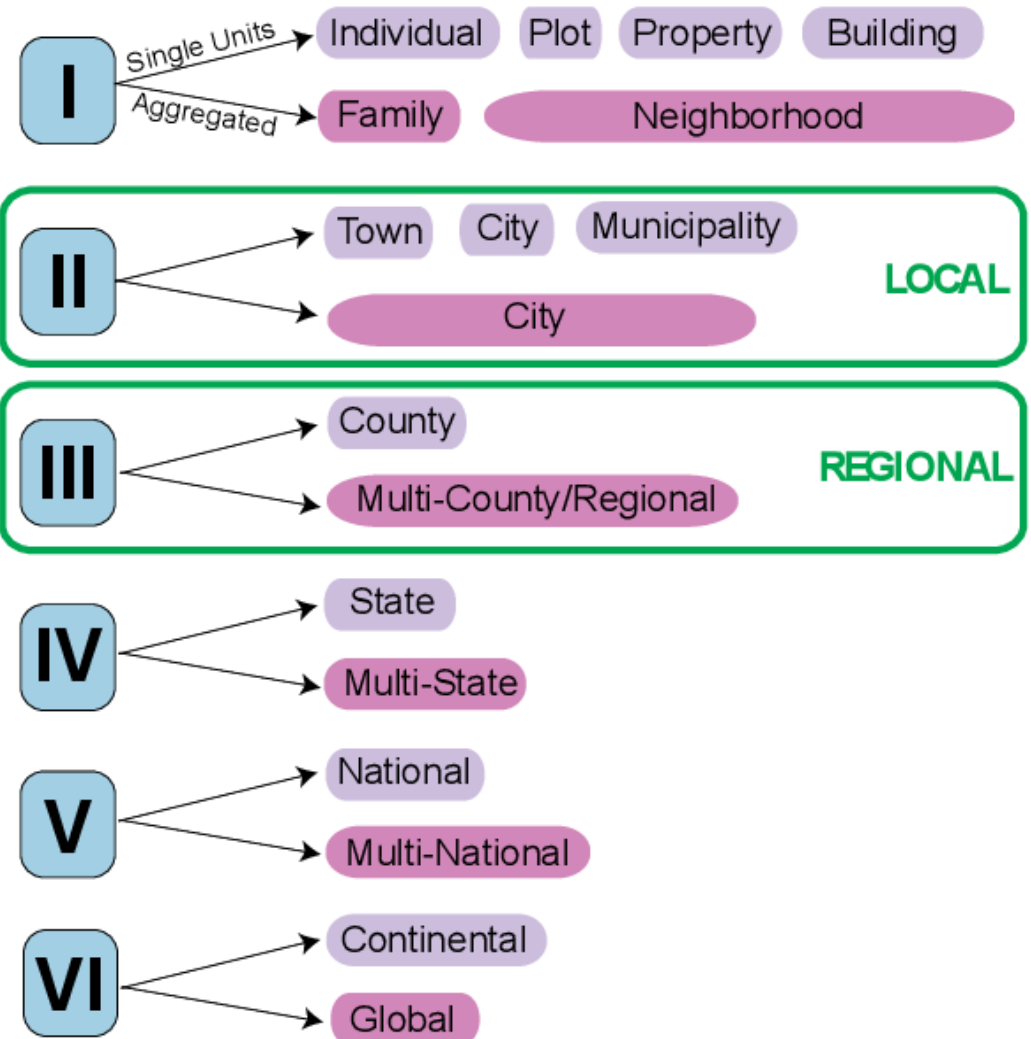 I
Single Units
Individual Plot Property Building
Aggregated
Family Neighborhood
II
Town City Municipality
City
LOCAL
III
County
Multi-County/Regional
REGIONAL
IV
State
Multi-State
V
National
Multi-National
VI
Continental
Global